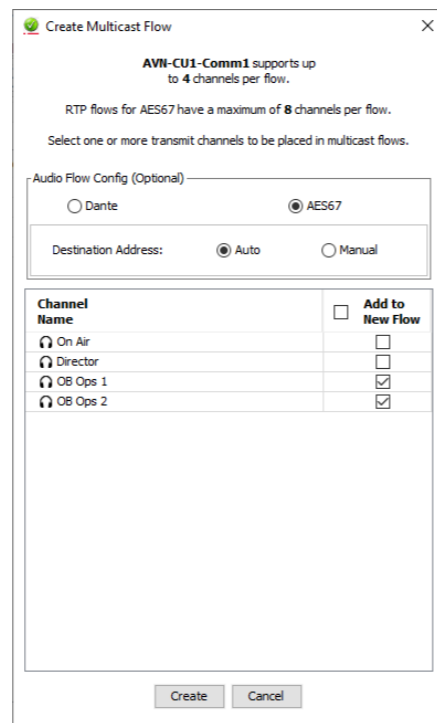 Create Multicast Flow
AVN-CU1-Comm1 supports up
to 4 channels per flow.
RTP flows for AES67 have a maximum of 8 channels per flow.
Select one or more transmit channels to be placed in multicast flows.
Audio Flow Config (Optional)
Dante AES67
Destination Address: Auto Manual
Channel Name Add to New Flow
On Air
Director
OB Ops 1
OB Ops 2
Create Cancel